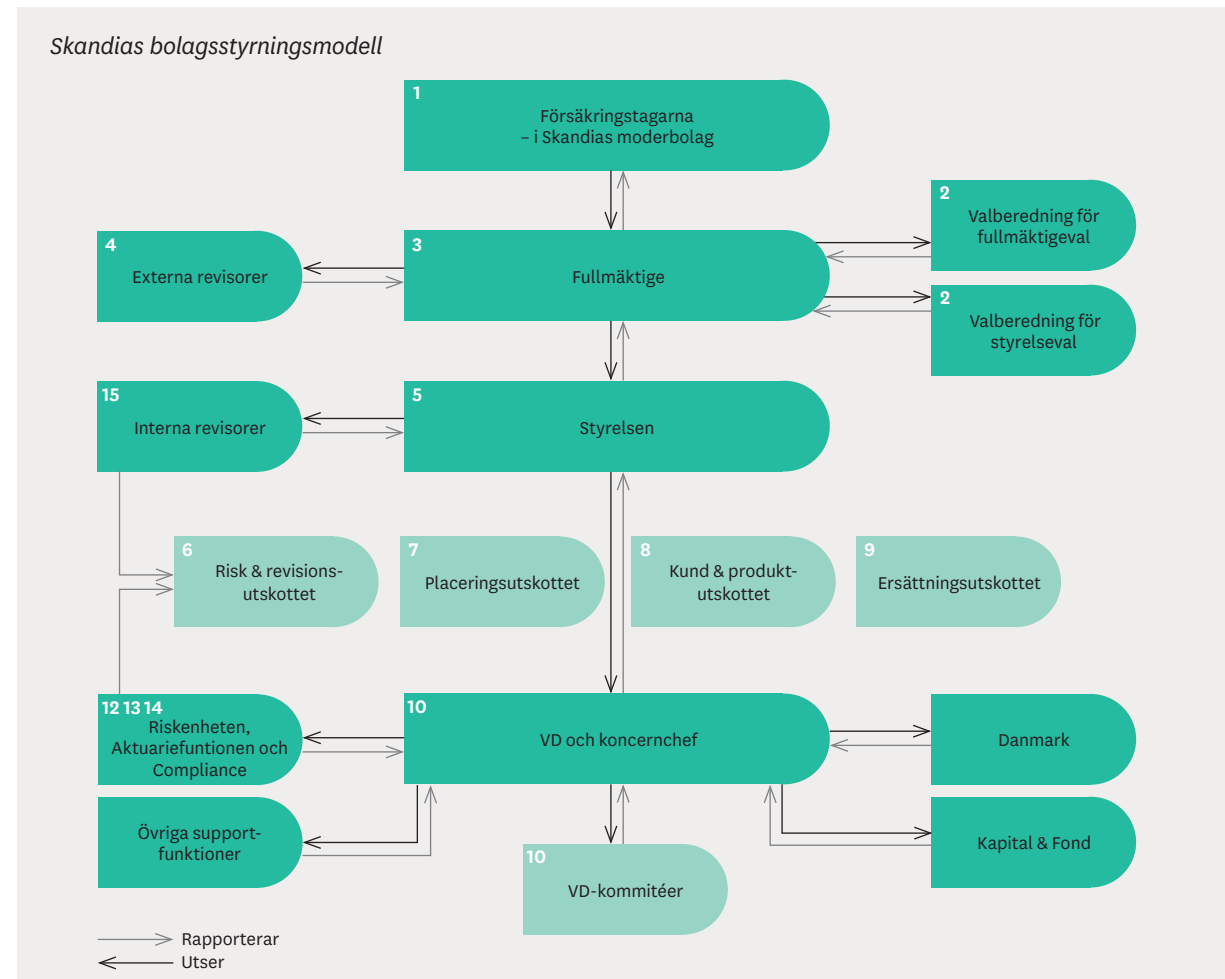 Skandias bolagsstyrningsmodell
1
Försäkringstagarna
– i Skandias moderbolag
2
Valberedning för
fullmäktigeval
4
Externa revisorer
3
Fullmäktige
2
Valberedning för
styrelseval
15
Interna revisorer
5
Styrelsen
6
Risk & revisions-
utskottet
7
Placeringsutskottet
8
Kund & produkt-
utskottet
9
Ersättningsutskottet
12 13 14
Riskenheten,
Aktuariefuntionen och
Compliance
10
VD och koncernchef
Danmark
Övriga support-
funktioner
10
VD-kommitéer
Kapital & Fond
Rapporterar
Utser